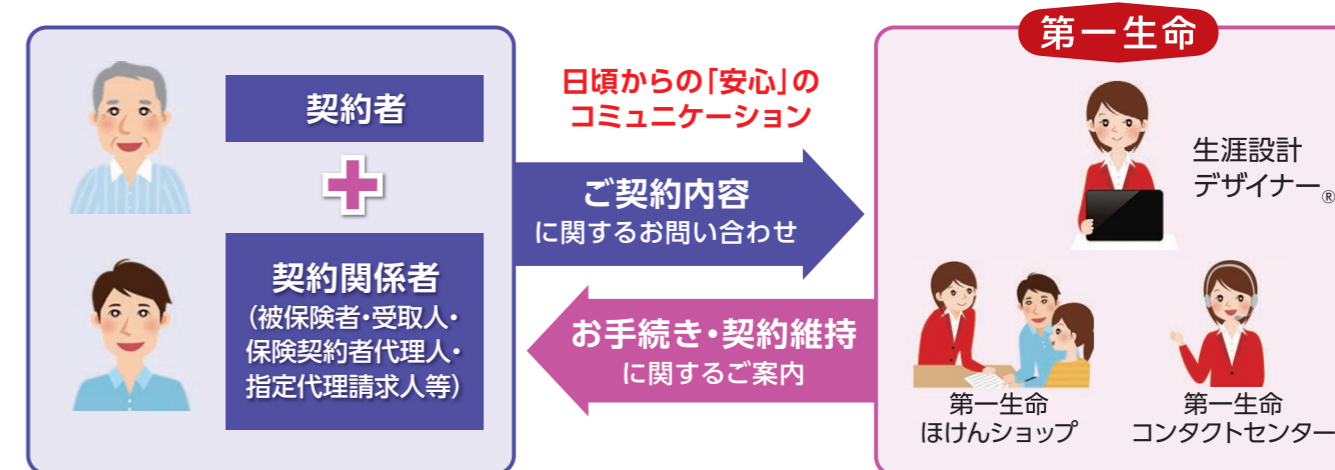 契約者
契約関係者
(被保険者・受取人・
保険契約者代理人・
指定代理請求人等)
日頃からの「安心」の
コミュニケーション
ご契約内容
に関するお問い合わせ
お手続き・契約維持
に関するご案内
第一生命
生涯設計
デザイナー®
第一生命
ほけんショップ
第一生命
コンタクトセンター